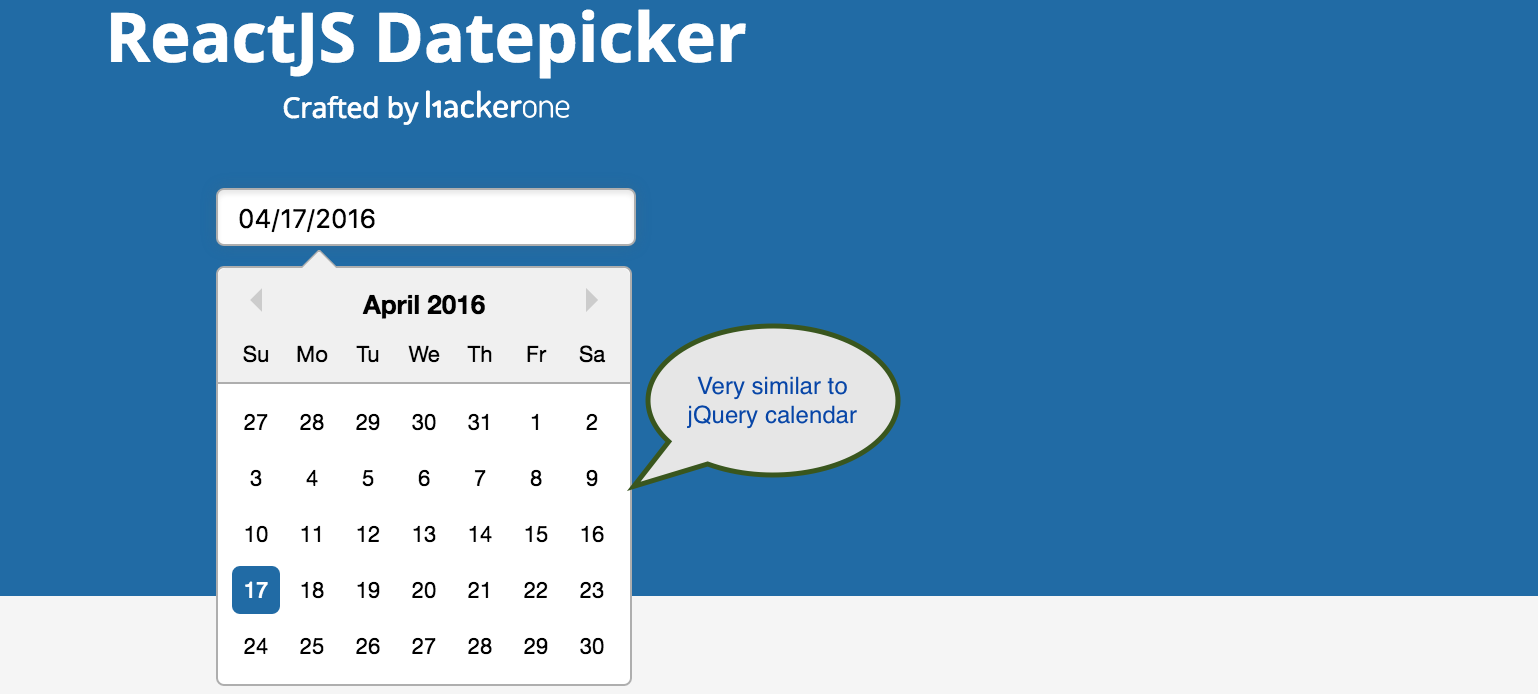 ReactJS Datepicker
Crafted by hackerone
04/17/2016
April 2016
Su Mo Tu We Th Fr Sa
27 28 29 30 31 1 2
3 4 5 6 7 8 9
10 11 12 13 14 15 16
17 18 19 20 21 22 23
24 25 26 27 28 29 30
Very similar to
jQuery calendar